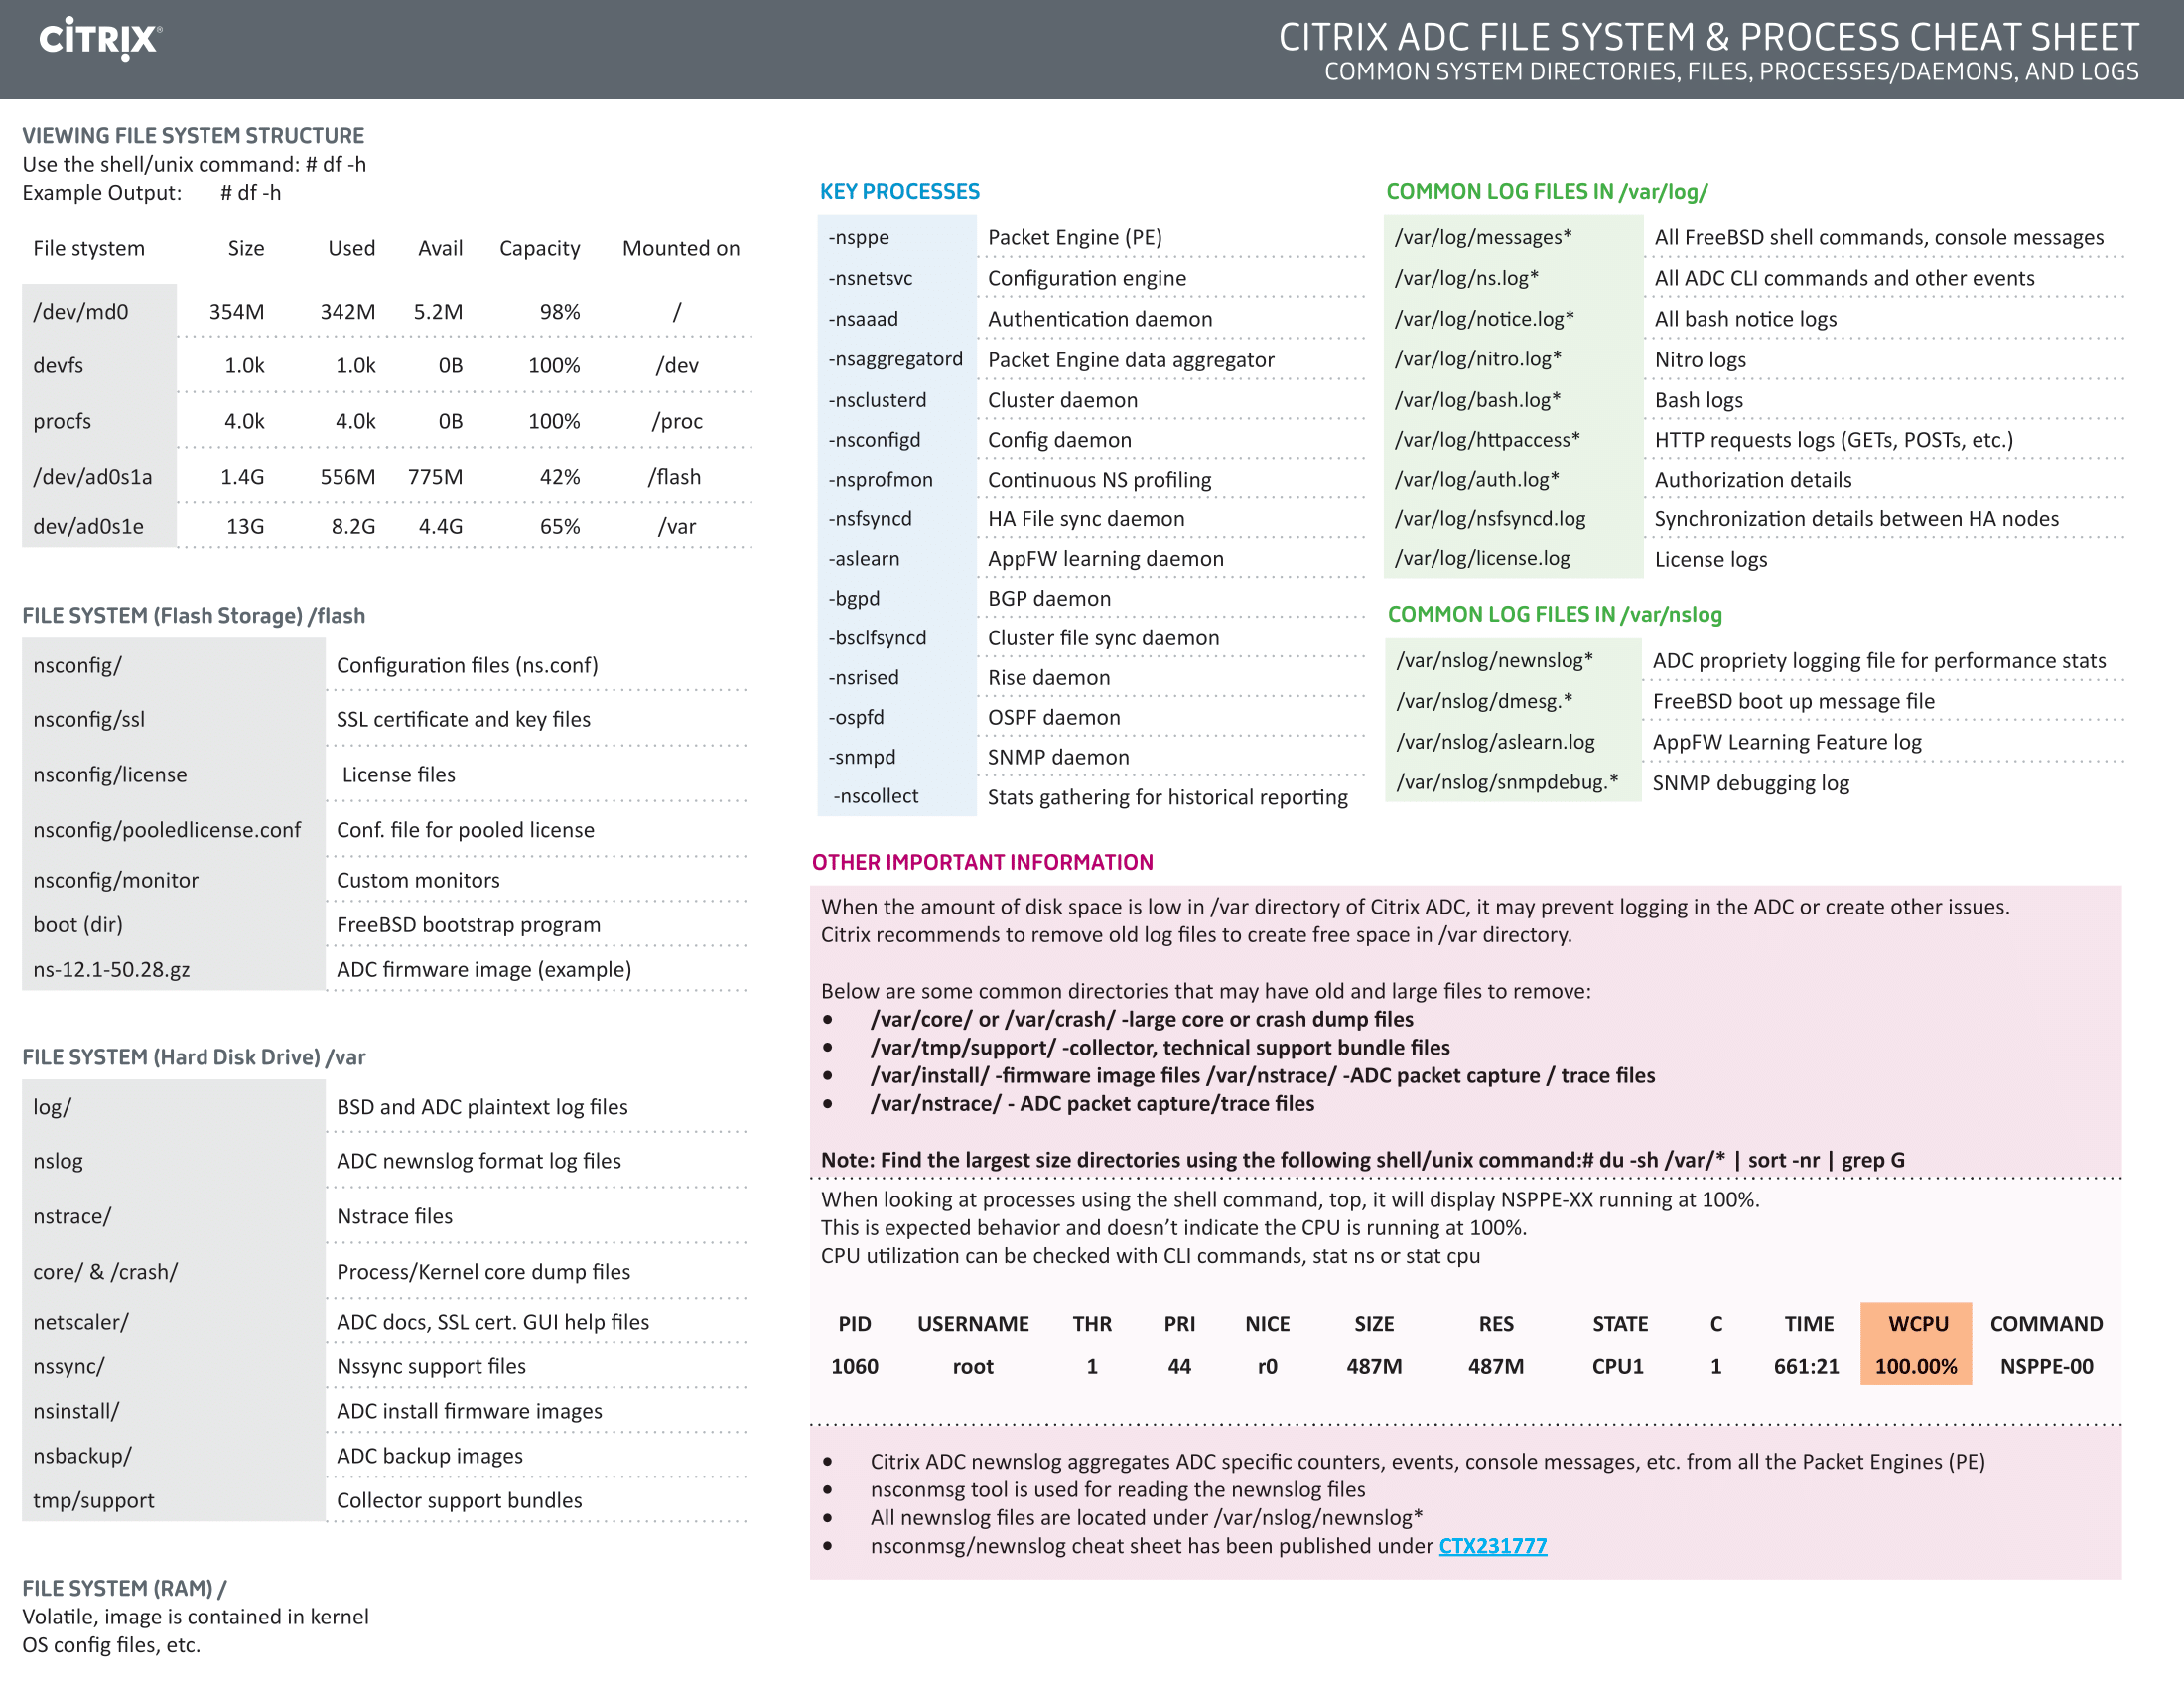 CİTRIX®
CITRIX ADC FILE SYSTEM & PROCESS CHEAT SHEET
COMMON SYSTEM DIRECTORIES, FILES, PROCESSES/DAEMONS, AND LOGS
VIEWING FILE SYSTEM STRUCTURE
Use the shell/unix command: # df -h
Example Output: # df -h
File stystem Size Used Avail Capacity Mounted on
/dev/md0 354M 342M 5.2M 98% /
devfs 1.0k 1.0k 0B 100% /dev
procfs 4.0k 4.0k 0B 100% /proc
/dev/ad0s1a 1.4G 556M 775M 42% /flash
dev/ad0s1e 13G 8.2G 4.4G 65% /var
FILE SYSTEM (Flash Storage) /flash
nsconfig/ Configuration files (ns.conf)
nsconfig/ssl SSL certificate and key files
nsconfig/license License files
nsconfig/pooledlicense.conf Conf. file for pooled license
nsconfig/monitor Custom monitors
boot (dir) FreeBSD bootstrap program
ns-12.1-50.28.gz ADC firmware image (example)
FILE SYSTEM (Hard Disk Drive) /var
log/ BSD and ADC plaintext log files
nslog ADC newnslog format log files
nstrace/ Nstrace files
core/ & /crash/ Process/Kernel core dump files
netscaler/ ADC docs, SSL cert. GUI help files
nssync/ Nssync support files
nsinstall/ ADC install firmware images
nsbackup/ ADC backup images
tmp/support Collector support bundles
FILE SYSTEM (RAM) /
Volatile, image is contained in kernel
OS config files, etc.
KEY PROCESSES
-nsppe Packet Engine (PE)
-nsnetsvc Configuration engine
-nsaaad Authentication daemon
-nsaggregatord Packet Engine data aggregator
-nsclusterd Cluster daemon
-nsconfigd Config daemon
-nsprofmon Continuous NS profiling
-nsfsyncd HA File sync daemon
-aslearn AppFW learning daemon
-bgpd BGP daemon
-bsclfsyncd Cluster file sync daemon
-nsrised Rise daemon
-ospfd OSPF daemon
-snmpd SNMP daemon
-nscollect Stats gathering for historical reporting
COMMON LOG FILES IN /var/log/
/var/log/messages* All FreeBSD shell commands, console messages
/var/log/ns.log* All ADC CLI commands and other events
/var/log/notice.log* All bash notice logs
/var/log/nitro.log* Nitro logs
/var/log/bash.log* Bash logs
/var/log/httpaccess* HTTP requests logs (GETs, POSTs, etc.)
/var/log/auth.log* Authorization details
/var/log/nsfsyncd.log Synchronization details between HA nodes
/var/log/license.log License logs
COMMON LOG FILES IN /var/nslog
/var/nslog/newnslog* ADC propriety logging file for performance stats
/var/nslog/dmesg.* FreeBSD boot up message file
/var/nslog/aslearn.log AppFW Learning Feature log
/var/nslog/snmpdebug.* SNMP debugging log
OTHER IMPORTANT INFORMATION
When the amount of disk space is low in /var directory of Citrix ADC, it may prevent logging in the ADC or create other issues.
Citrix recommends to remove old log files to create free space in /var directory.
Below are some common directories that may have old and large files to remove:
• /var/core/ or /var/crash/ -large core or crash dump files
• /var/tmp/support/ -collector, technical support bundle files
• /var/install/ -firmware image files /var/nstrace/ -ADC packet capture / trace files
• /var/nstrace/ - ADC packet capture/trace files
Note: Find the largest size directories using the following shell/unix command:# du -sh /var/* | sort -nr | grep G
When looking at processes using the shell command, top, it will display NSPPE-XX running at 100%.
This is expected behavior and doesn’t indicate the CPU is running at 100%.
CPU utilization can be checked with CLI commands, stat ns or stat cpu
PID USERNAME THR PRI NICE SIZE RES STATE C TIME WCPU COMMAND
1060 root 1 44 r0 487M 487M CPU1 1 661:21 100.00% NSPPE-00
• Citrix ADC newnslog aggregates ADC specific counters, events, console messages, etc. from all the Packet Engines (PE)
• nsconmsg tool is used for reading the newnslog files
• All newnslog files are located under /var/nslog/newnslog*
• nsconmsg/newnslog cheat sheet has been published under CTX231777